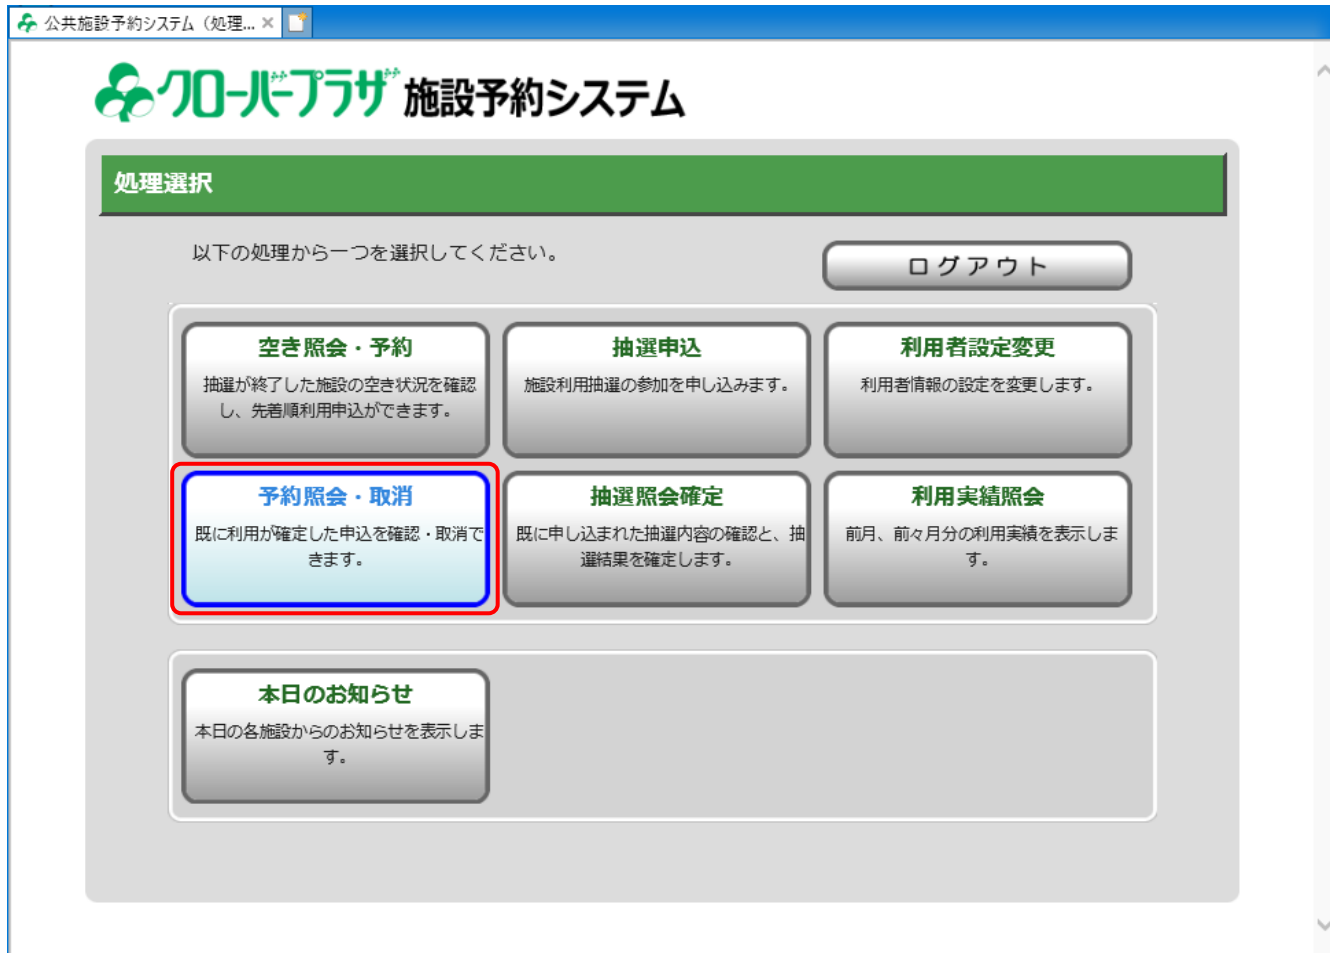 公共施設予約システム（処理...
クローバープラザ 施設予約システム
処理選択
以下の処理から一つを選択してください。
ログアウト
空き照会・予約
抽選が終了した施設の空き状況を確認
し、先着順利用申込ができます。
抽選申込
施設利用抽選の参加を申し込みます。
利用者設定変更
利用者情報の設定を変更します。
予約照会・取消
既に利用が確定した申込を確認・取消で
きます。
抽選照会確定
既に申し込まれた抽選内容の確認と、抽
選結果を確定します。
利用実績照会
前月、前々月分の利用実績を表示しま
す。
本日のお知らせ
本日の各施設からのお知らせを表示しま
す。